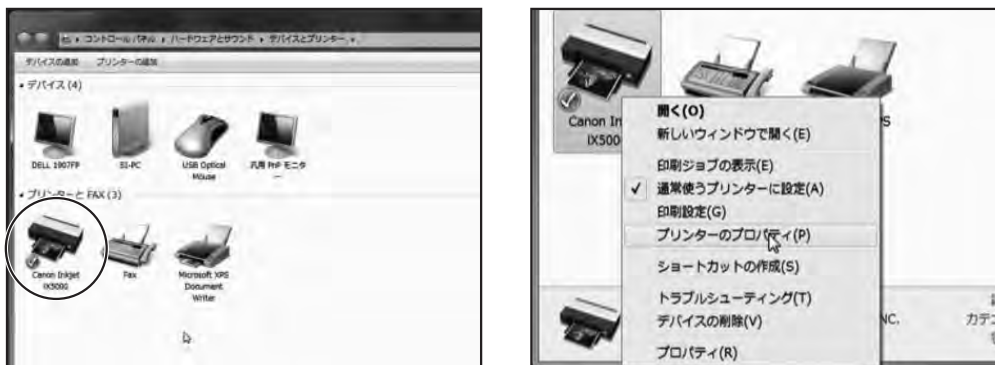 コントロール パネル ▸ ハードウェアとサウンド ▸ デバイスとプリンター ▸
デバイスの追加 プリンターの追加
デバイス (4)
DELL 1907FP
SI-PC
USB Optical
Mouse
汎用 PnP モニタ
ー
プリンターと FAX (3)
Canon Inkjet
iX5000
Fax
Microsoft XPS
Document
Writer
Canon In
iX500
開く(O)
新しいウィンドウで開く(E)
印刷ジョブの表示(E)
✓ 通常使うプリンターに設定(A)
印刷設定(G)
プリンターのプロパティ(P)
ショートカットの作成(S)
トラブルシューティング(T)
デバイスの削除(V)
プロパティ(R)
PS
NC.
カテゴ